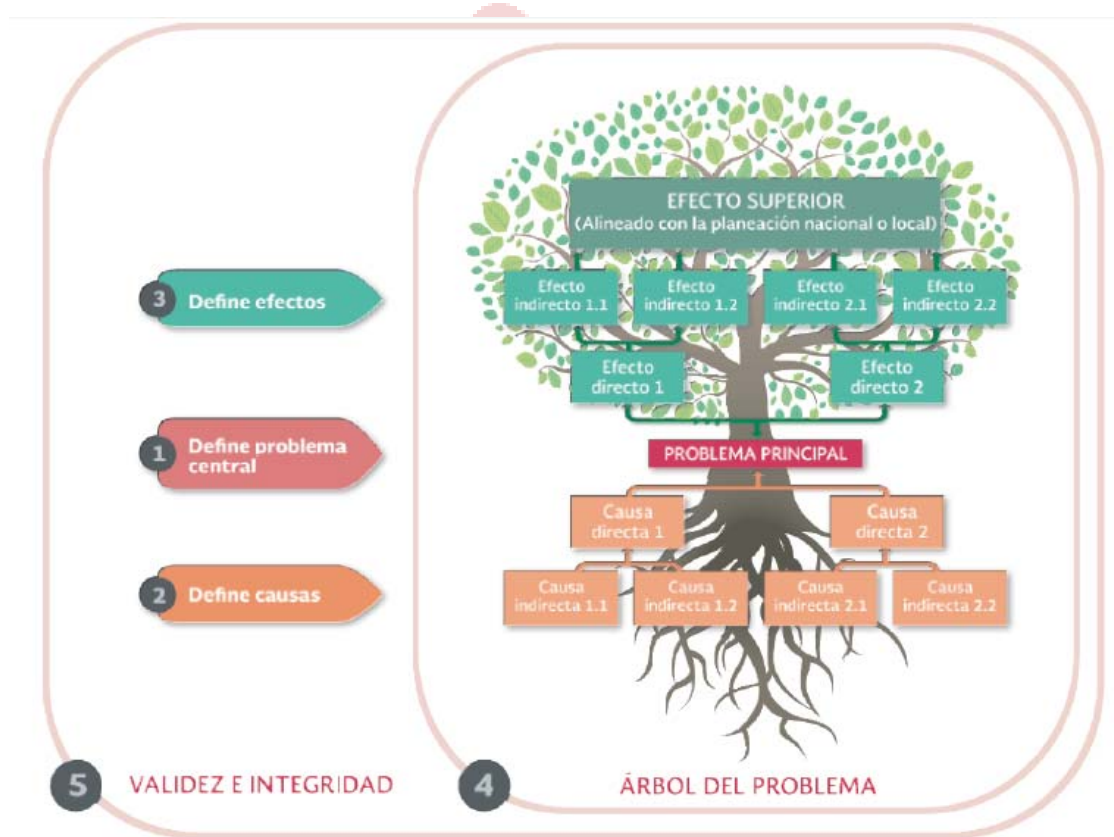 EFECTO SUPERIOR
(Alineado con la planeación nacional o local)
Efecto
indirecto 1.1
Efecto
indirecto 1.2
Efecto
indirecto 2.1
Efecto
indirecto 2.2
3
Define efectos
Efecto
directo 1
Efecto
directo 2
1
Define problema
central
PROBLEMA PRINCIPAL
Causa
directa 1
Causa
directa 2
2
Define causas
Causa
indirecta 1.1
Causa
indirecta 1.2
Causa
indirecta 2.1
Causa
indirecta 2.2
5
VALIDEZ E INTEGRIDAD
4
ÁRBOL DEL PROBLEMA